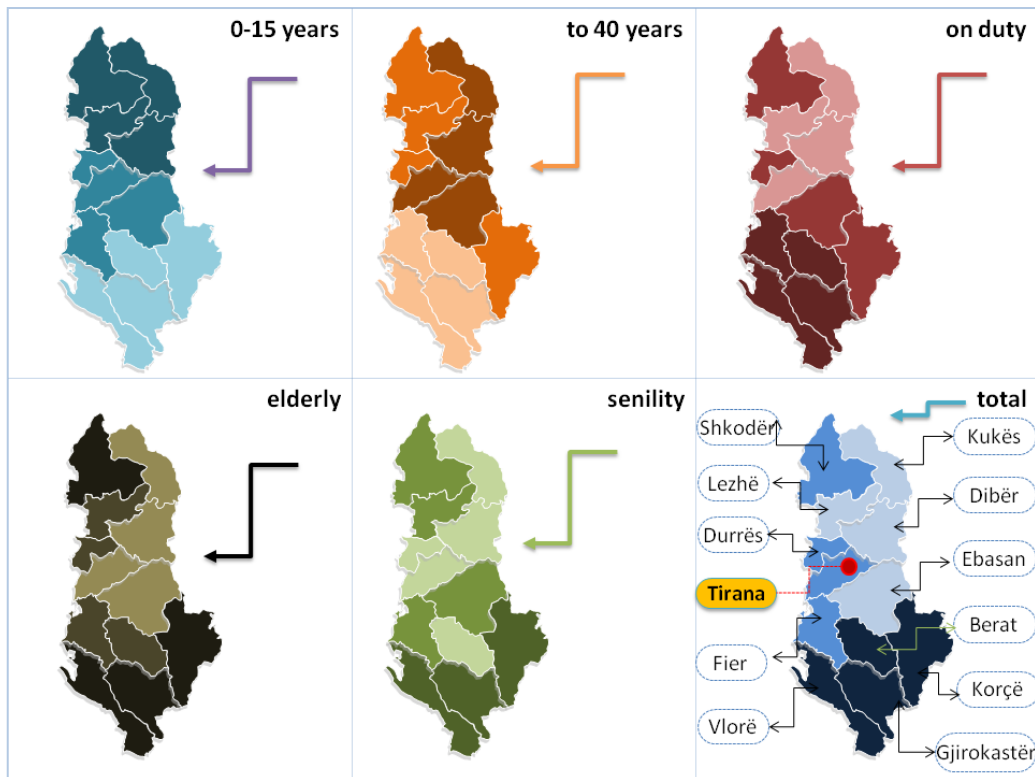 0-15 years
to 40 years
on duty
elderly
senility
total
Shkodër
Kukës
Lezhë
Dibër
Durrës
Ebasan
Tirana
Berat
Fier
Korçë
Vlorë
Gjirokastër